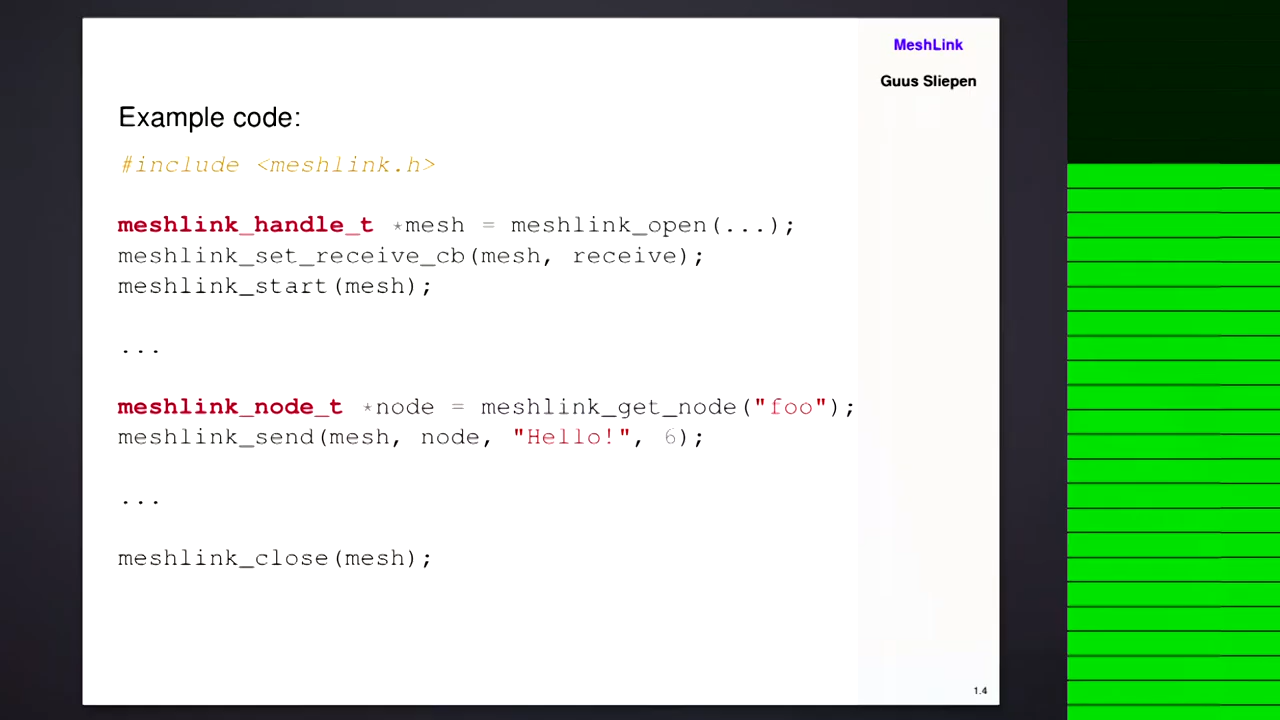 MeshLink
Guus Sliepen
Example code:
#include <meshlink.h>
meshlink_handle_t *mesh = meshlink_open(...);
meshlink_set_receive_cb(mesh, receive);
meshlink_start(mesh);
...
meshlink_node_t *node = meshlink_get_node("foo");
meshlink_send(mesh, node, "Hello!", 6);
...
meshlink_close(mesh);
1.4